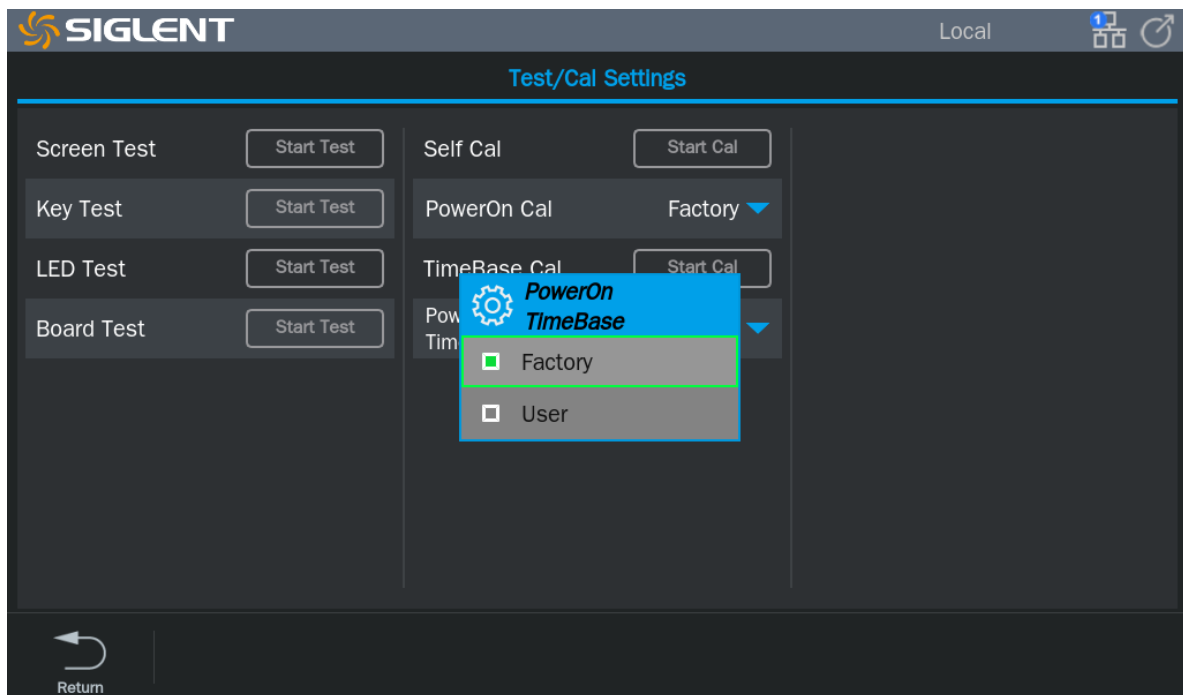 SIGLENT
Local
1
Test/Cal Settings
Screen Test
Start Test
Key Test
Start Test
LED Test
Start Test
Board Test
Start Test
Self Cal
Start Cal
PowerOn Cal
Factory
TimeBase Cal
Start Cal
Pow
Tim
PowerOn
TimeBase
Factory
User
Return